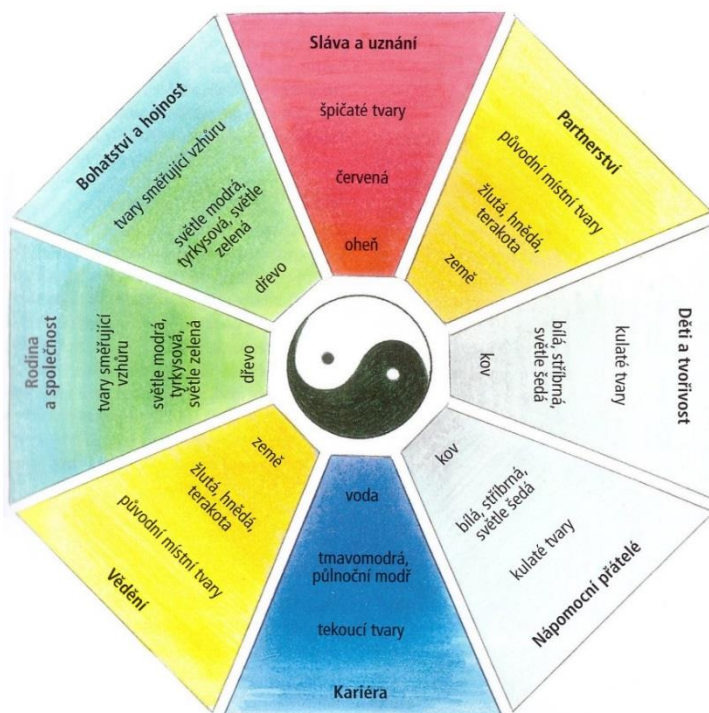 Sláva a uznání
špičaté tvary
červená
oheň
Partnerství
původní místní tvary
žlutá, hnědá,
terakota
země
Děti a tvořivost
kulaté tvary
bílá, stříbrná,
světle šedá
kov
Nápomocní přátelé
kulaté tvary
bílá, stříbrná,
světle šedá
kov
voda
tmavomodrá,
půlnoční modř
tekoucí tvary
Kariéra
Vědění
původní místní tvary
žlutá, hnědá,
terakota
země
Rodina
a společnost
tvary směřující
vzhůru
světle modrá,
tyrkysová,
světle zelená
dřevo
Bohatství a hojnost
tvary směřující vzhůru
světle modrá,
tyrkysová, světle
zelená
dřevo